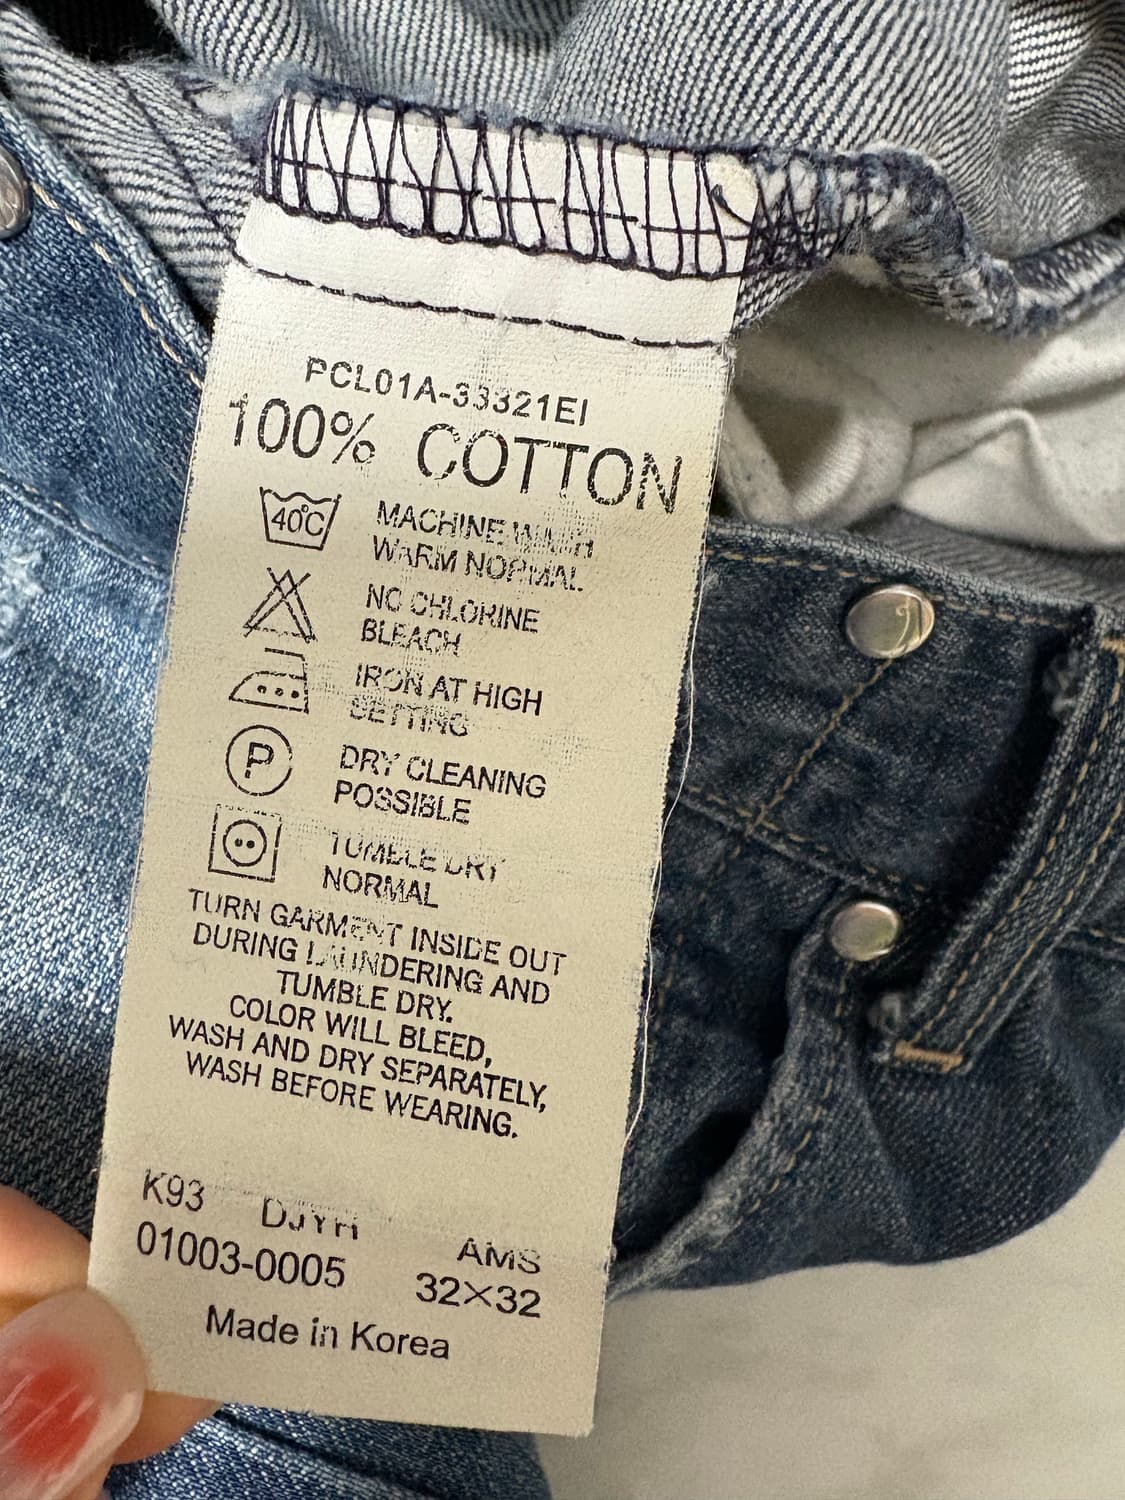 PCL01A-33321EI
100% COTTON
40°C
MACHINE WASH
WARM NORMAL
NO CHLORINE
BLEACH
IRON AT HIGH
SETTING
P
DRY CLEANING
POSSIBLE
TUMBLE DRY
NORMAL
TURN GARMENT INSIDE OUT
DURING LAUNDERING AND
TUMBLE DRY.
COLOR WILL BLEED,
WASH AND DRY SEPARATELY,
WASH BEFORE WEARING.
K93 AMS
01003-0005 32×32
Made in Korea